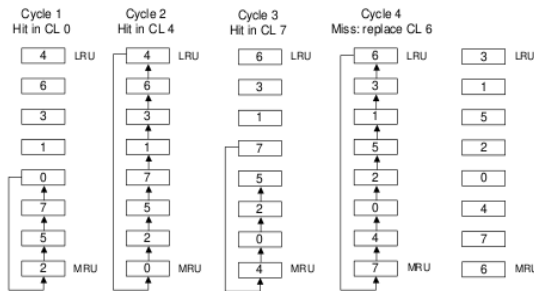 Cycle 1 Cycle 2 Cycle 3 Cycle 4
Hit in CL 0 Hit in CL 4 Hit in CL 7 Miss: replace CL 6
4 LRU 4 LRU 6 LRU 6 LRU 3 LRU
6 6 3 3 1
3 3 1 1 5
1 1 7 5 2
0 7 5 2 0
7 5 2 0 4
5 2 0 4 7
2 MRU 0 MRU 4 MRU 7 MRU 6 MRU